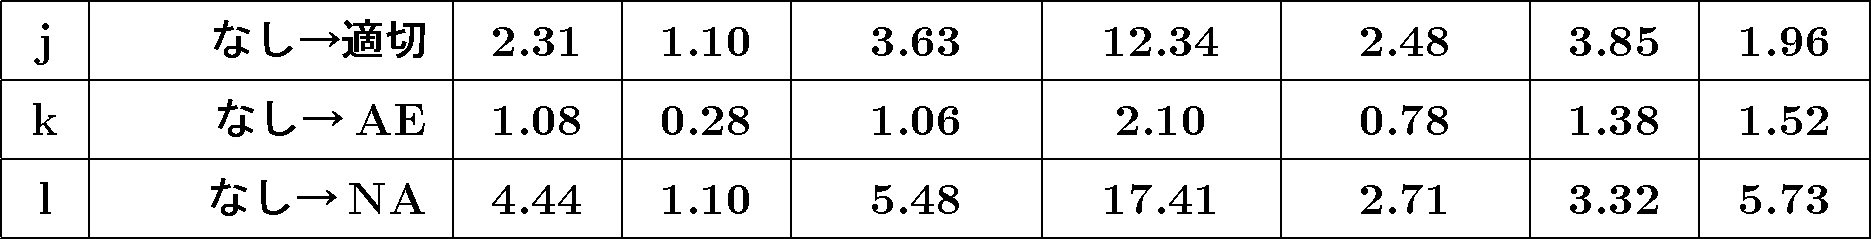 j なし→適切 2.31 1.10 3.63 12.34 2.48 3.85 1.96
k なし→ AE 1.08 0.28 1.06 2.10 0.78 1.38 1.52
l なし→ NA 4.44 1.10 5.48 17.41 2.71 3.32 5.73